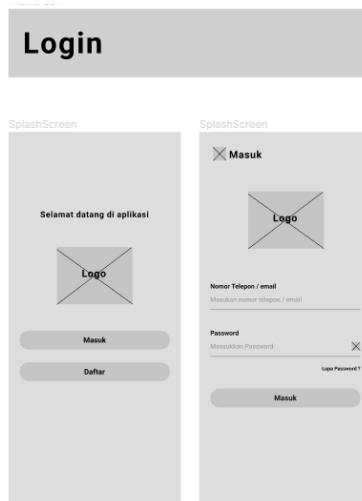 Login
SplashScreen
Selamat datang di aplikasi
Logo
Masuk
Daftar
SplashScreen
Masuk
Logo
Nomor Telepon / email
Masukan nomor telepon / email
Password
Massukkan Password
Lupa Password ?
Masuk